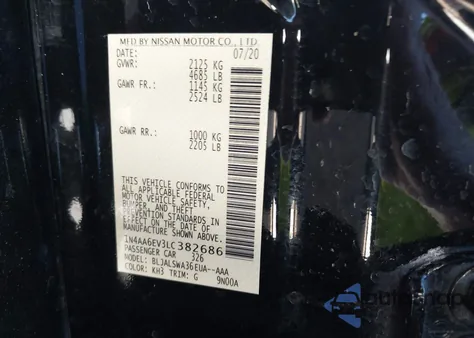 MFD BY NISSAN MOTOR CO., LTD.
DATE: 07/20
GVWR: 2125 KG
4685 LB
GAWR FR.: 1145 KG
2524 LB
GAWR RR.: 1000 KG
2205 LB
THIS VEHICLE CONFORMS TO
ALL APPLICABLE FEDERAL
MOTOR VEHICLE SAFETY,
BUMPER, AND THEFT
PREVENTION STANDARDS IN
EFFECT ON THE DATE OF
MANUFACTURE SHOWN ABOVE.
1N4AA6EV3LC382686
PASSENGER CAR 326
MODEL: BLJALSWA36EUA--AAA
COLOR: KH3 TRIM: G 9N00A